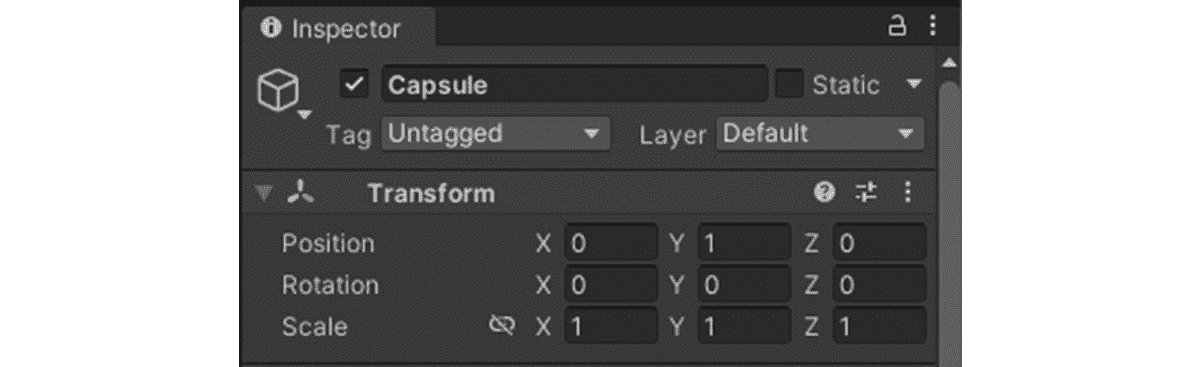 Inspector
Capsule Static
Tag Untagged Layer Default
Transform
Position X 0 Y 1 Z 0
Rotation X 0 Y 0 Z 0
Scale X 1 Y 1 Z 1